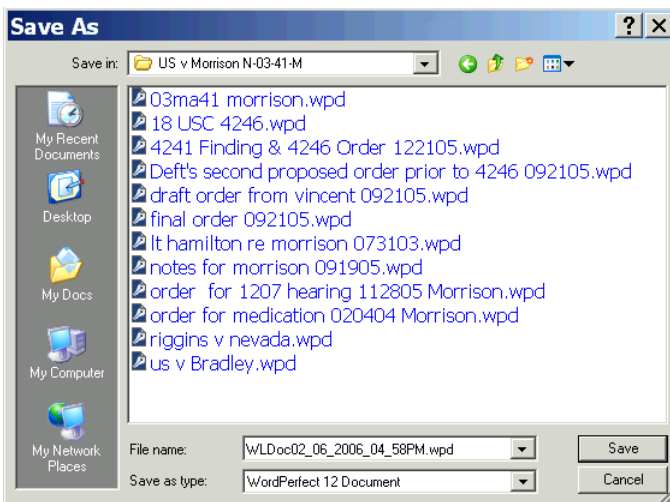 Save As
Save in: US v Morrison N-03-41-M
My Recent
Documents
Desktop
My Docs
My Computer
My Network
Places
03ma41 morrison.wpd
18 USC 4246.wpd
4241 Finding & 4246 Order 122105.wpd
Deft's second proposed order prior to 4246 092105.wpd
draft order from vincent 092105.wpd
final order 092105.wpd
lt hamilton re morrison 073103.wpd
notes for morrison 091905.wpd
order  for 1207 hearing 112805 Morrison.wpd
order for medication 020404 Morrison.wpd
riggins v nevada.wpd
us v Bradley.wpd
File name: WLDoc02_06_2006_04_58PM.wpd Save
Save as type: WordPerfect 12 Document Cancel